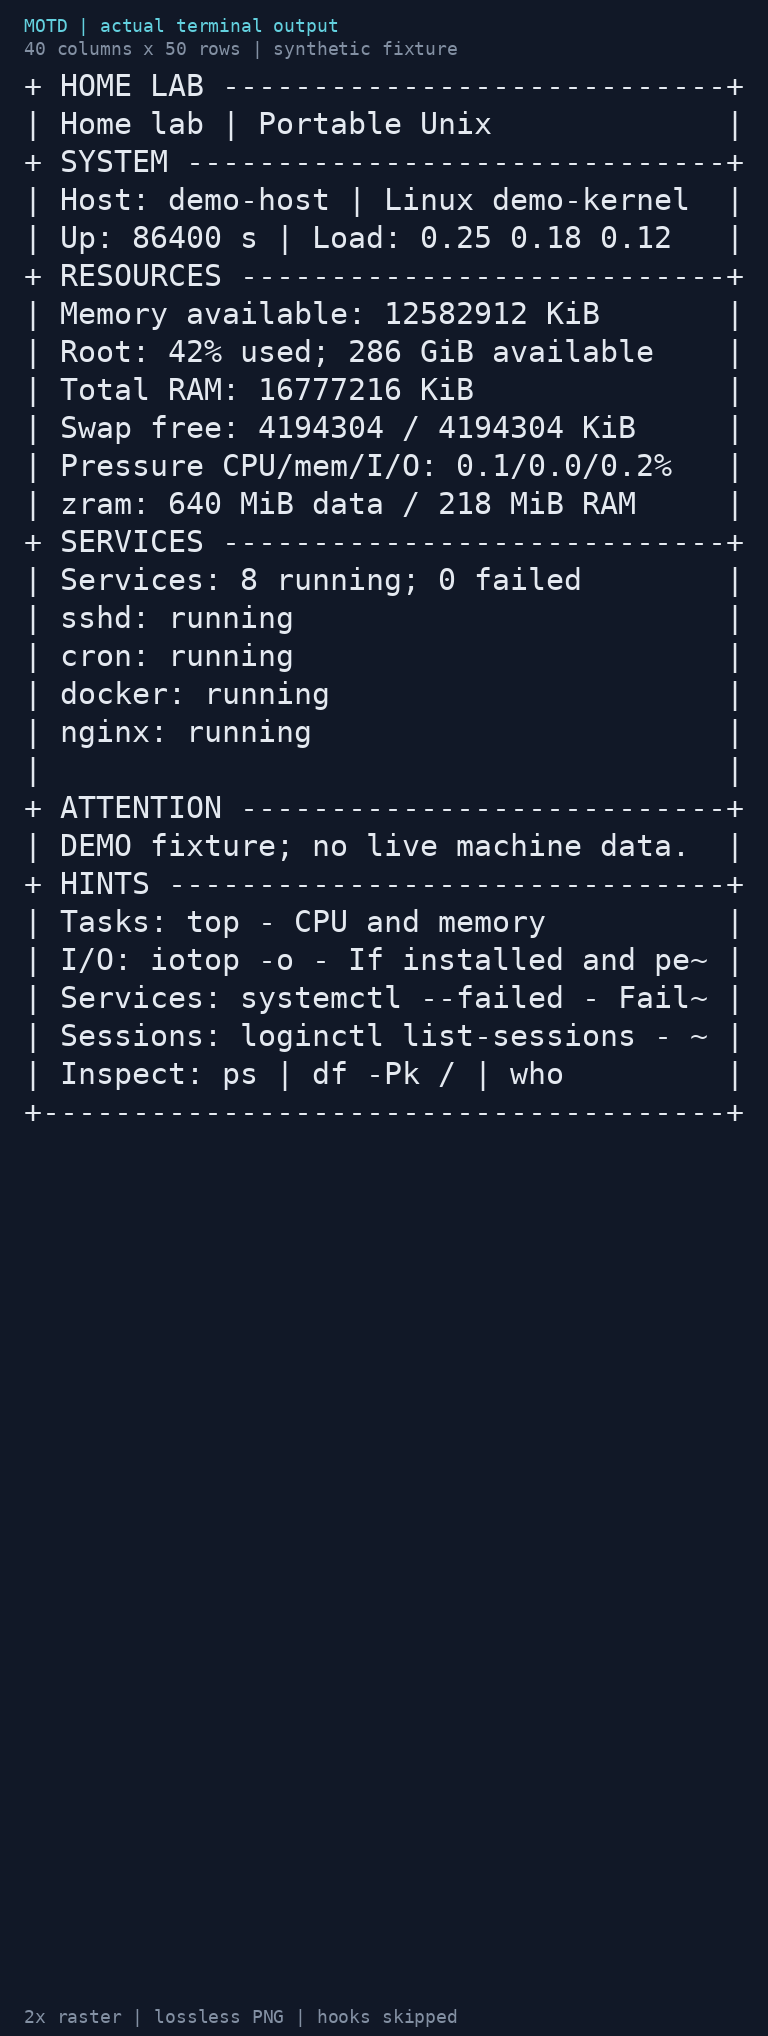 MOTD | actual terminal output
40 columns x 50 rows | synthetic fixture
+ HOME LAB ----------------------------+
| Home lab | Portable Unix             |
+ SYSTEM ------------------------------+
| Host: demo-host | Linux demo-kernel  |
| Up: 86400 s | Load: 0.25 0.18 0.12   |
+ RESOURCES ---------------------------+
| Memory available: 12582912 KiB       |
| Root: 42% used; 286 GiB available    |
| Total RAM: 16777216 KiB              |
| Swap free: 4194304 / 4194304 KiB     |
| Pressure CPU/mem/I/O: 0.1/0.0/0.2%   |
| zram: 640 MiB data / 218 MiB RAM     |
+ SERVICES ----------------------------+
| Services: 8 running; 0 failed        |
| sshd: running                        |
| cron: running                        |
| docker: running                      |
| nginx: running                       |
|                                      |
+ ATTENTION ---------------------------+
| DEMO fixture; no live machine data.  |
+ HINTS -------------------------------+
| Tasks: top - CPU and memory          |
| I/O: iotop -o - If installed and pe~ |
| Services: systemctl --failed - Fail~ |
| Sessions: loginctl list-sessions - ~ |
| Inspect: ps | df -Pk / | who         |
+--------------------------------------+
2x raster | lossless PNG | hooks skipped